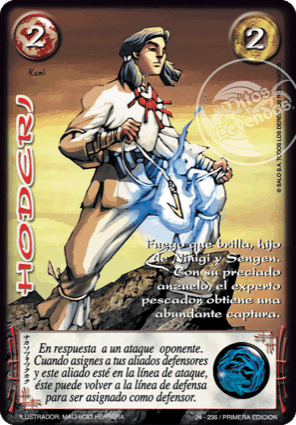 2
2
Kami
HODERI
Mitos y
Leyendas
Fuego que brilla, hijo
de Ninigi y Sengen.
Con su preciado
anzuelo, el experto
pescador obtiene una
abundante captura.
En respuesta a un ataque oponente.
Cuando asignes a tus aliados defensores
y este aliado esté en la línea de ataque,
éste puede volver a la línea de defensa
para ser asignado como defensor.
ILUSTRADOR: MAURICIO HERRERA
24 - 236 / PRIMERA EDICION